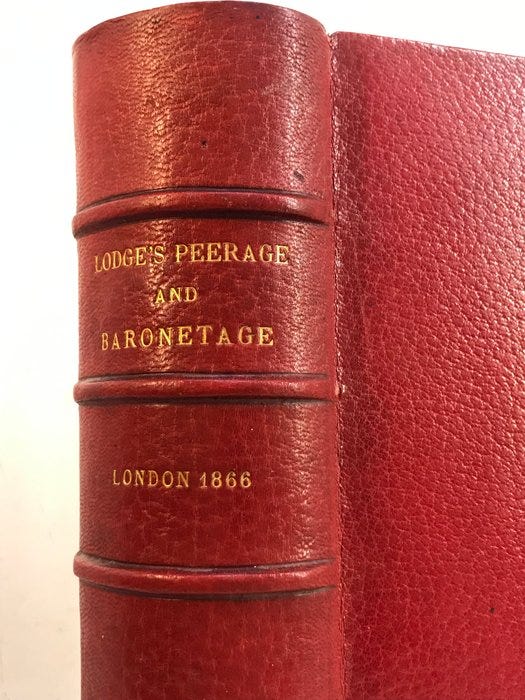 LODGE'S PEERAGE
AND
BARONETAGE
LONDON 1866